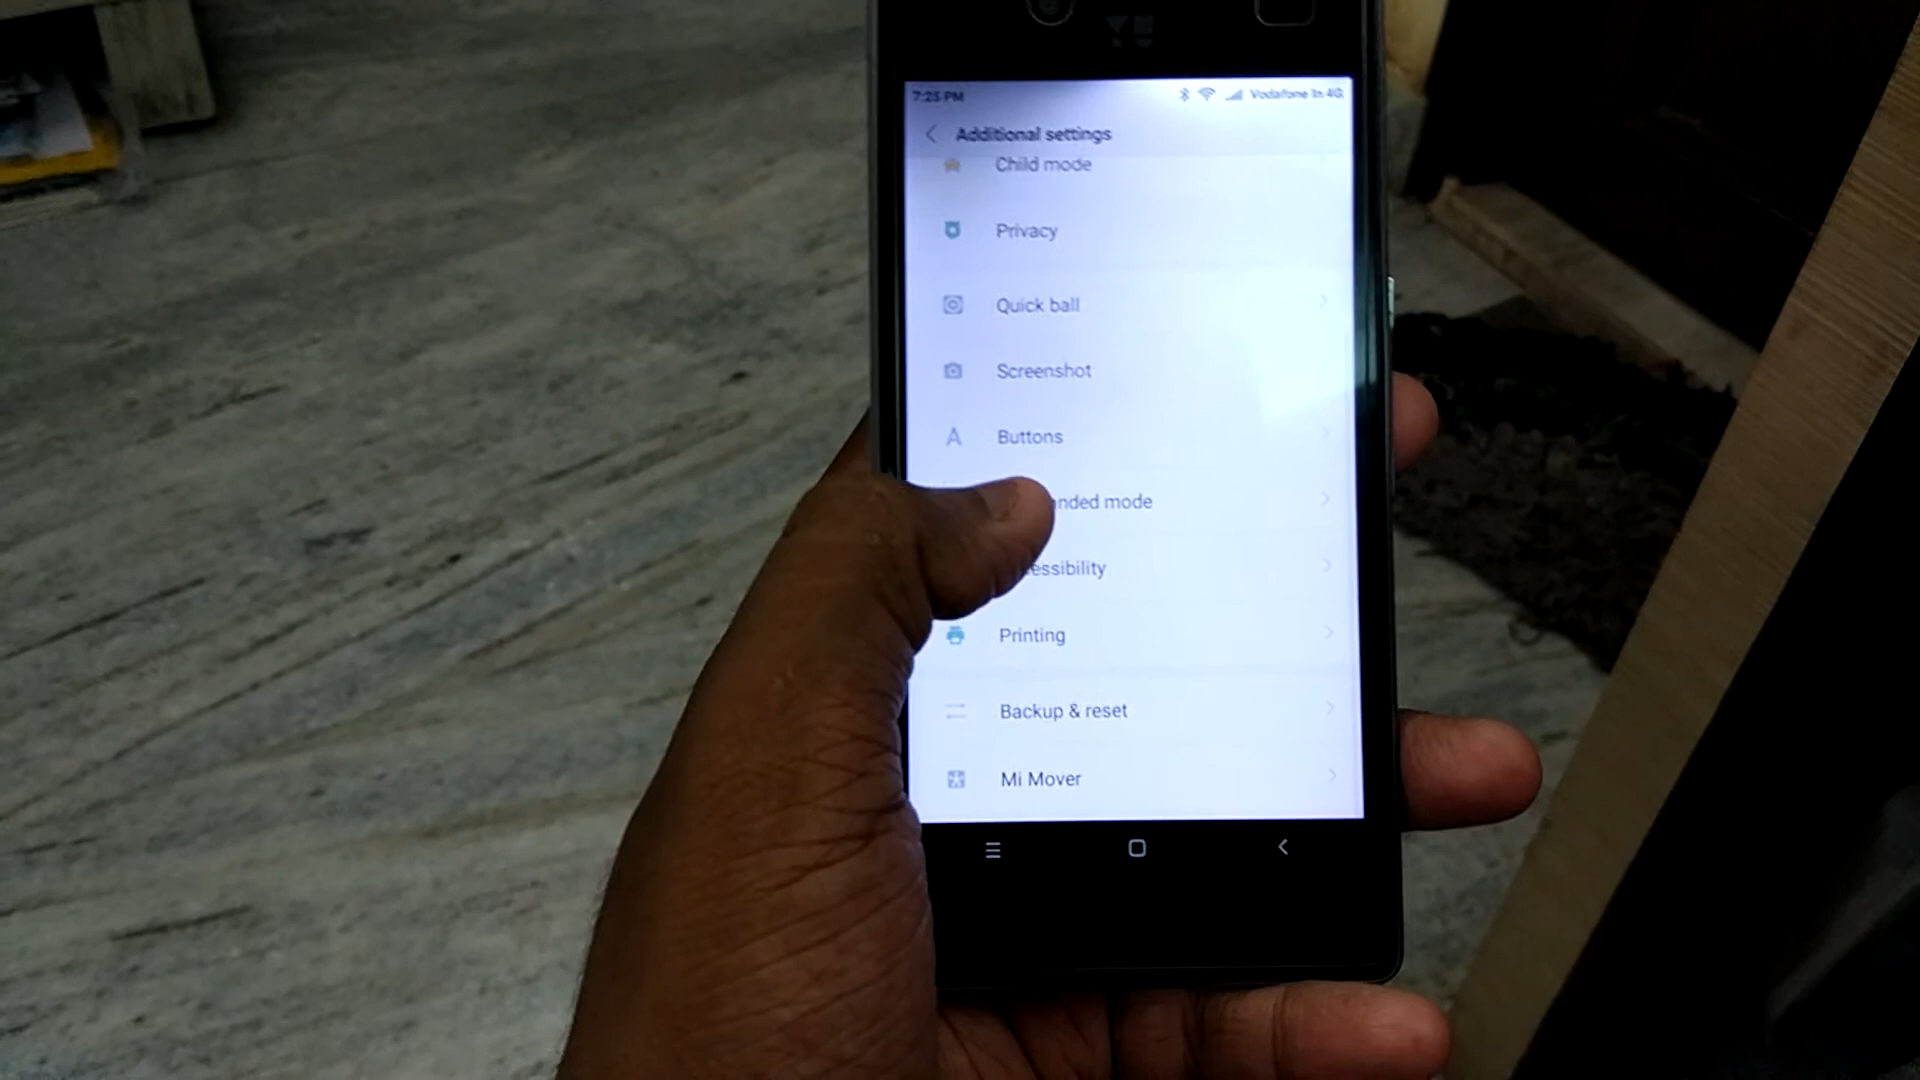 7:25 PM
Vodafone In 4G
Additional settings
Child mode
Privacy
Quick ball
Screenshot
Buttons
nded mode
essibility
Printing
Backup & reset
Mi Mover